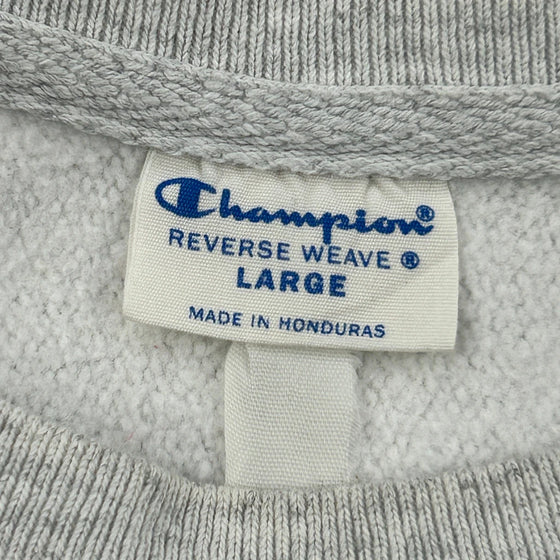 Champion®
REVERSE WEAVE ®
LARGE
MADE IN HONDURAS